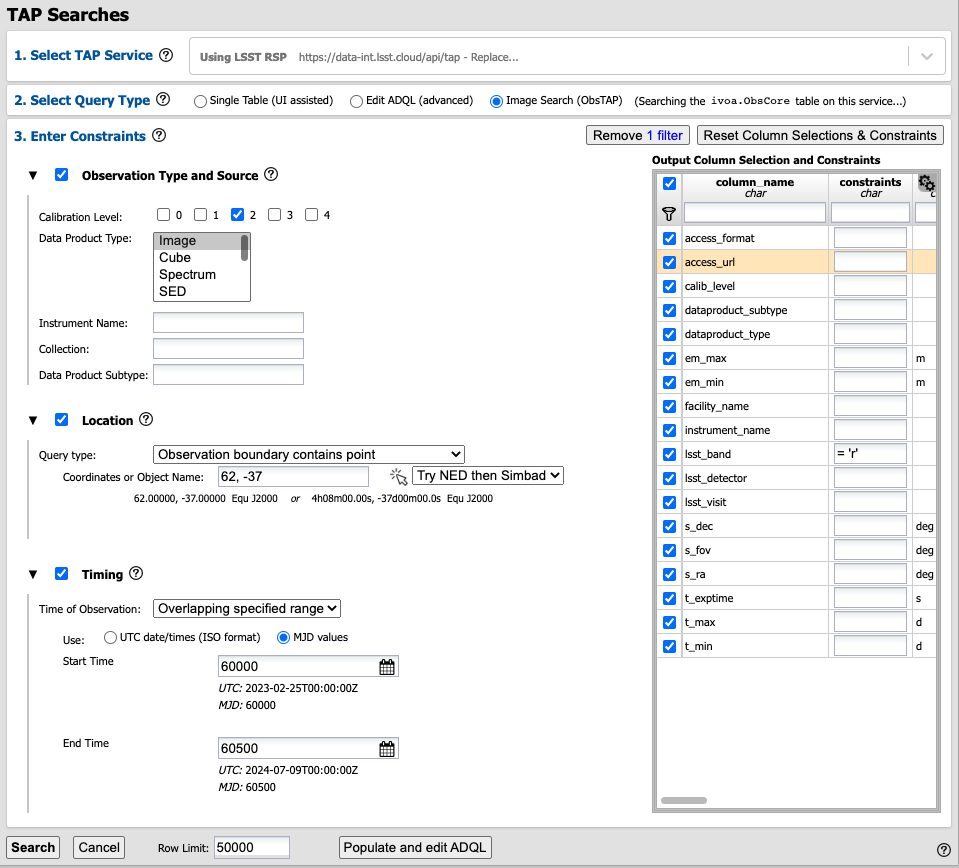 TAP Searches
1. Select TAP Service
Using LSST RSP https://data-int.lsst.cloud/api/tap - Replace...
2. Select Query Type
Single Table (UI assisted) Edit ADQL (advanced) Image Search (ObsTAP) (Searching the ivoa.ObsCore table on this service...)
3. Enter Constraints
Remove 1 filter Reset Column Selections & Constraints
Observation Type and Source
Calibration Level: 0 1 2 3 4
Data Product Type: Image
Cube
Spectrum
SED
Instrument Name:
Collection:
Data Product Subtype:
Location
Query type: Observation boundary contains point
Coordinates or Object Name: 62, -37 Try NED then Simbad
62.00000, -37.00000 Equ J2000 or 4h08m00.00s, -37d00m00.0s Equ J2000
Timing
Time of Observation: Overlapping specified range
Use: UTC date/times (ISO format) MJD values
Start Time 60000
UTC: 2023-02-25T00:00:00Z
MJD: 60000
End Time 60500
UTC: 2024-07-09T00:00:00Z
MJD: 60500
Output Column Selection and Constraints
column_name constraints
char char c
access_format
access_url
calib_level
dataproduct_subtype
dataproduct_type
em_max m
em_min m
facility_name
instrument_name
lsst_band = 'r'
lsst_detector
lsst_visit
s_dec deg
s_fov deg
s_ra deg
t_exptime s
t_max d
t_min d
Search Cancel Row Limit: 50000 Populate and edit ADQL